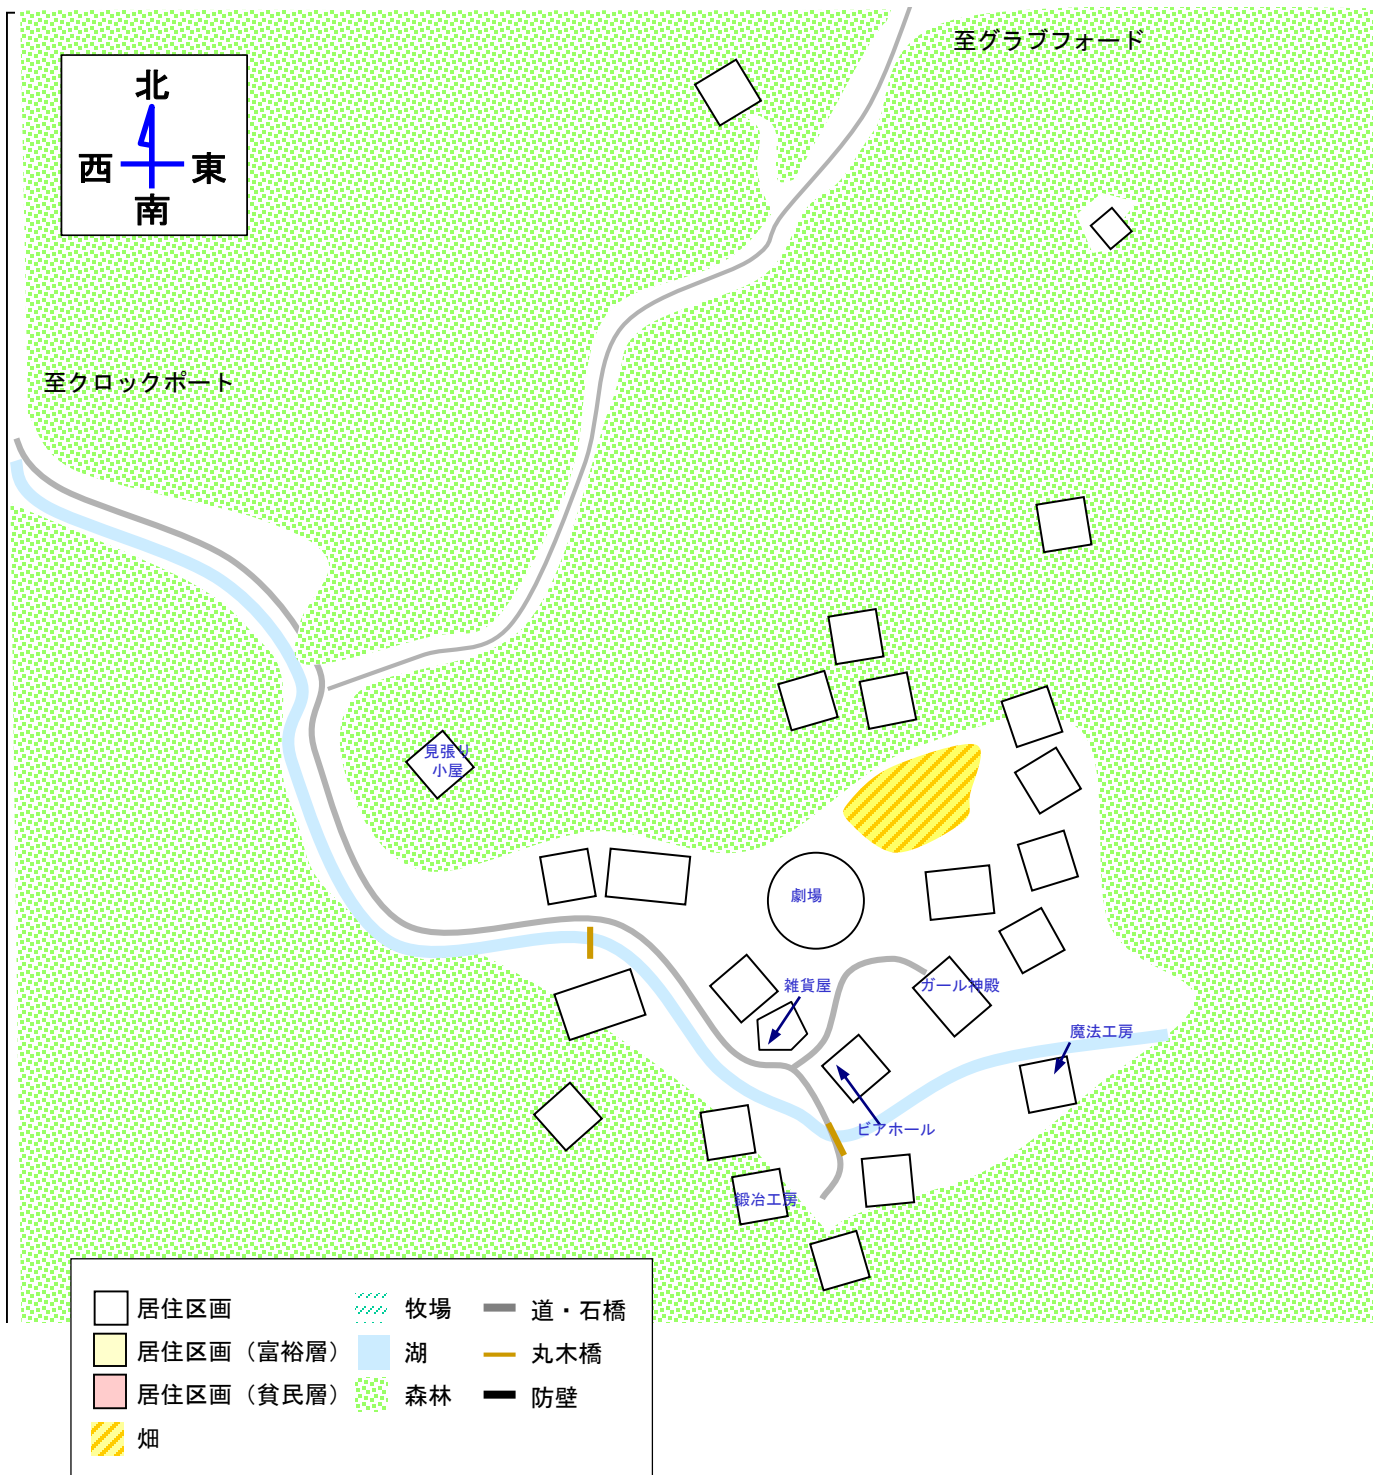 至グラブフォード
北
西
東
南
至クロックポート
見張り
小屋
劇場
雑貨屋
ガール神殿
魔法工房
ビアホール
鍛冶工房
居住区画
牧場
道・石橋
居住区画（富裕層）
湖
丸木橋
居住区画（貧民層）
森林
防壁
畑